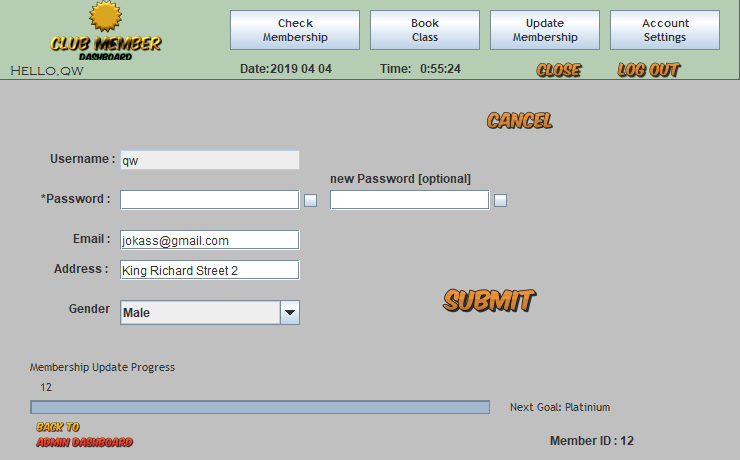 CLUB MEMBER
DASHBOARD
Hello,qw
Check
Membership
Book
Class
Update
Membership
Account
Settings
Date:2019 04 04
Time: 0:55:24
CLOSE
LOG OUT
CANCEL
Username :
qw
new Password [optional]
*Password :
Email :
jokass@gmail.com
Address :
King Richard Street 2
Gender
Male
SUBMIT
Membership Update Progress
12
Next Goal: Platinium
BACK TO
ADMIN DASHBOARD
Member ID : 12